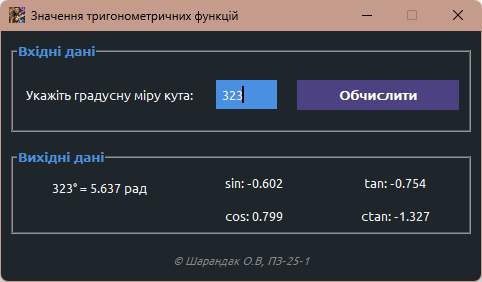 Значення тригонометричних функцій
Вхідні дані
Укажіть градусну міру кута: 323 Обчислити
Вихідні дані
323° = 5.637 рад
sin: -0.602 tan: -0.754
cos: 0.799 ctan: -1.327
© Шарандак О.В, ПЗ-25-1